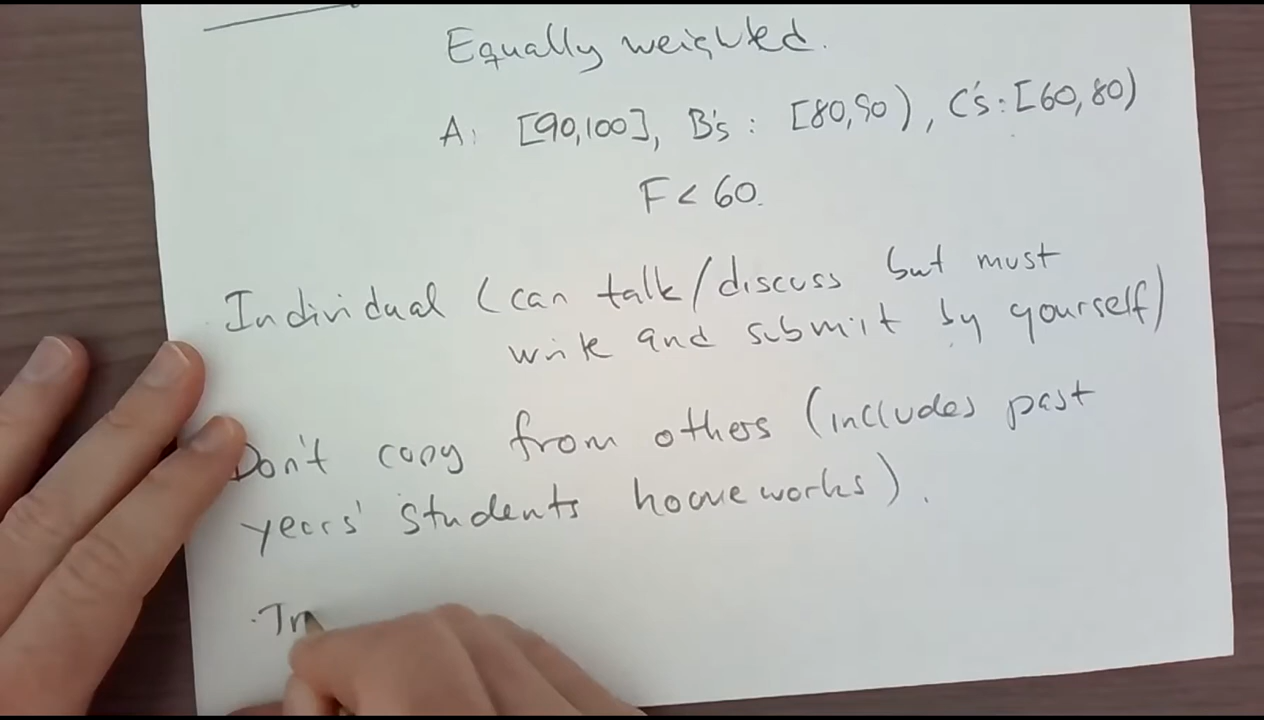 Equally weighted.
A: [90,100], B's: [80,90), C's: [60,80)
F < 60.
Individual (can talk/discuss but must
write and submit by yourself)
Don't copy from others (includes past
years' students homeworks).